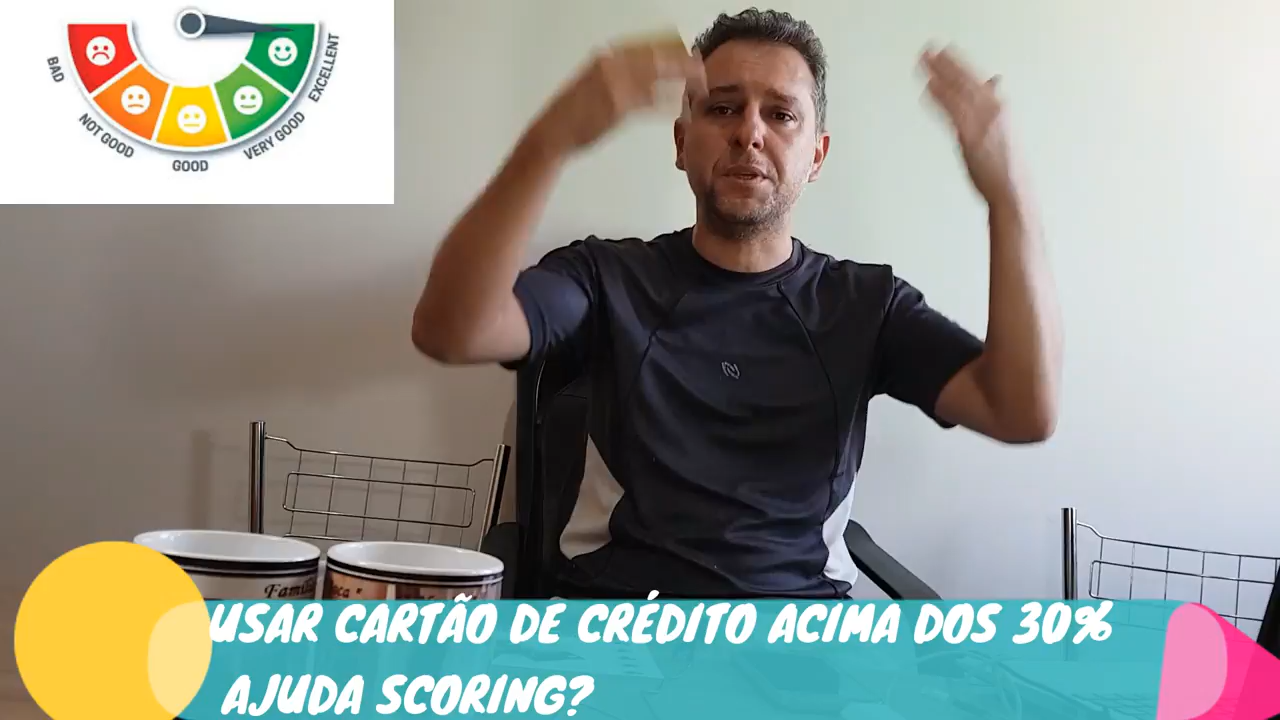 BAD
NOT GOOD
GOOD
VERY GOOD
EXCELLENT
USAR CARTÃO DE CRÉDITO ACIMA DOS 30%
AJUDA SCORING?